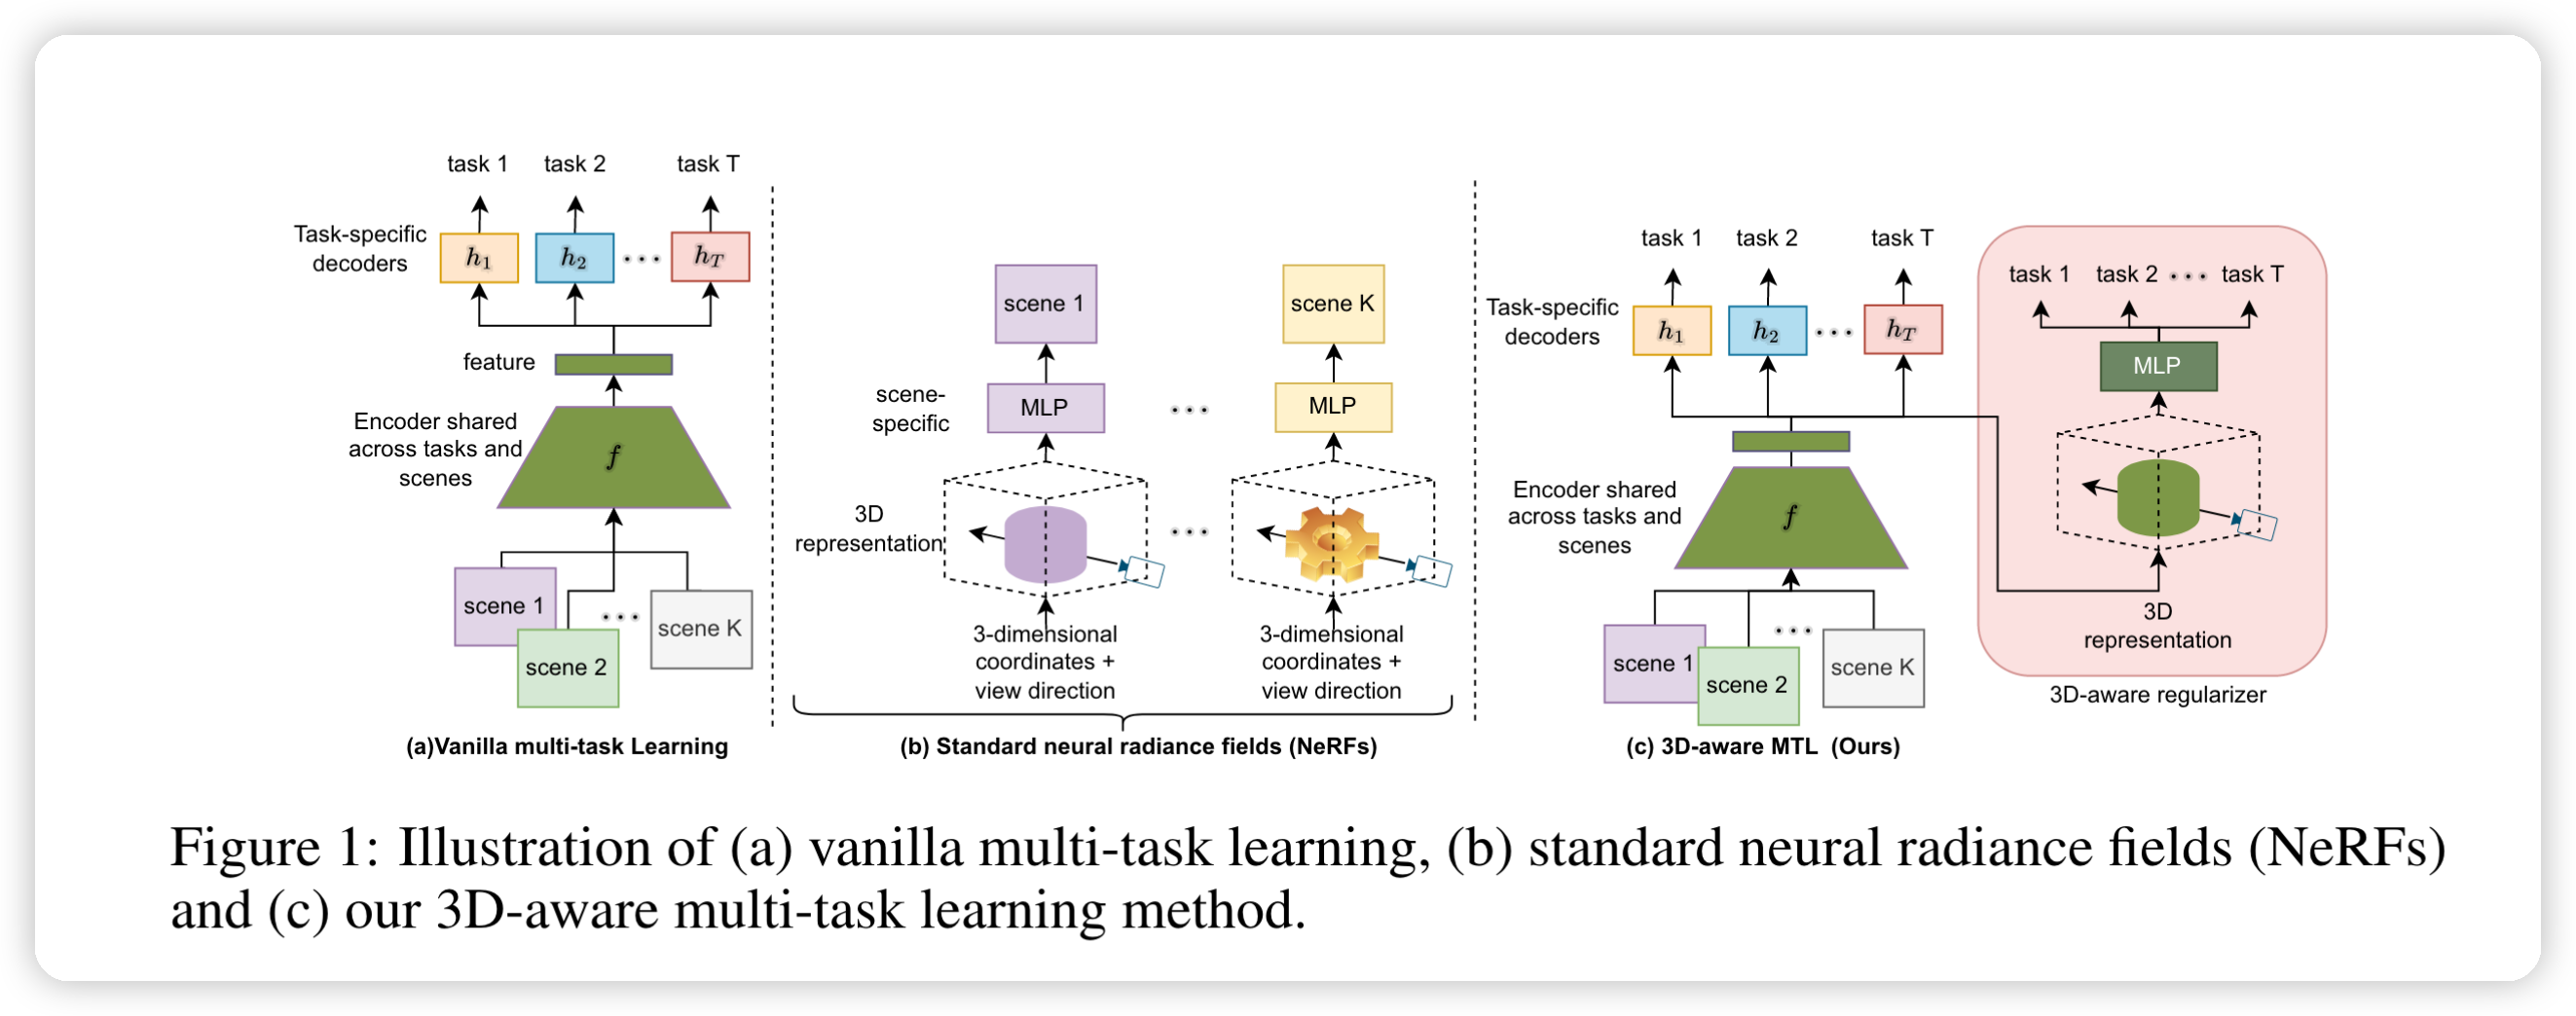 task 1
task 2
task T
Task-specific
decoders
h₁
h₂
...
h_T
feature
Encoder shared
across tasks and
scenes
f
scene 1
scene 2
...
scene K
(a)Vanilla multi-task Learning
scene 1
scene K
scene-
specific
MLP
...
MLP
3D
representation
...
3-dimensional
coordinates +
view direction
3-dimensional
coordinates +
view direction
(b) Standard neural radiance fields (NeRFs)
task 1
task 2
task T
Task-specific
decoders
h₁
h₂
...
h_T
Encoder shared
across tasks and
scenes
f
scene 1
scene 2
...
scene K
task 1
task 2
...
task T
MLP
3D
representation
3D-aware regularizer
(c) 3D-aware MTL (Ours)
Figure 1: Illustration of (a) vanilla multi-task learning, (b) standard neural radiance fields (NeRFs)
and (c) our 3D-aware multi-task learning method.